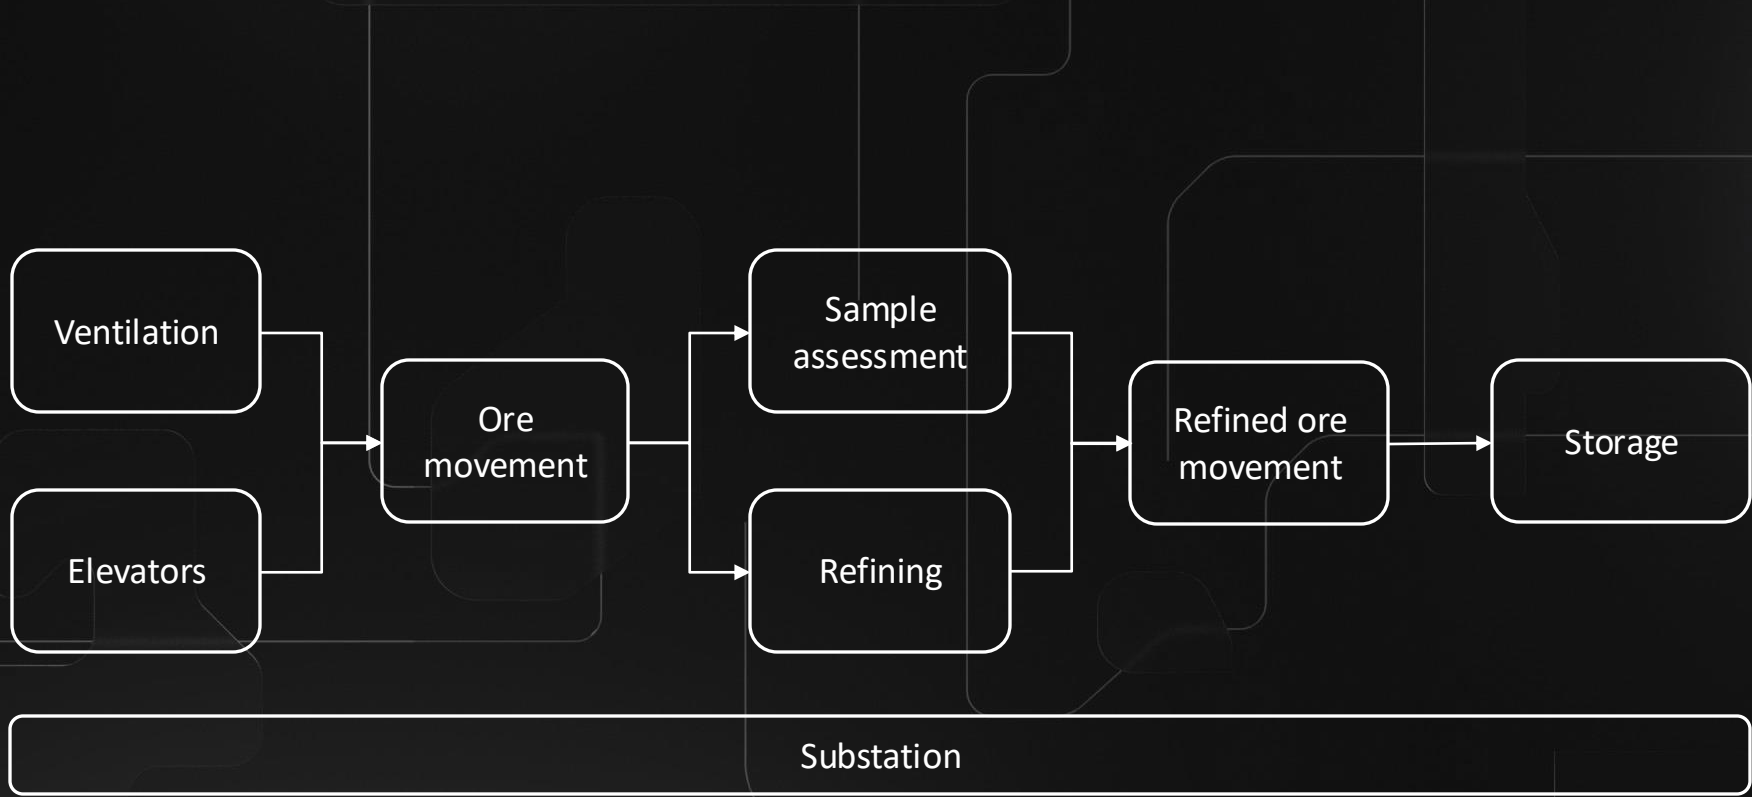 Ventilation
Elevators
Ore
movement
Sample
assessment
Refining
Refined ore
movement
Storage
Substation